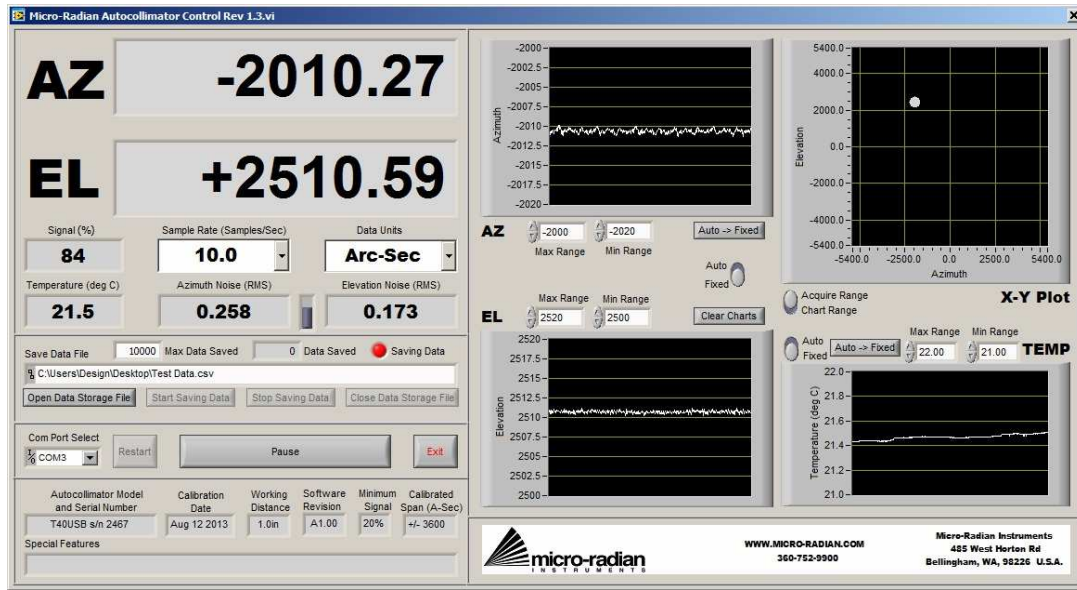 Micro-Radian Autocollimator Control Rev 1.3.vi
AZ
-2010.27
EL
+2510.59
Signal (%)
84
Sample Rate (Samples/Sec)
10.0
Data Units
Arc-Sec
Temperature (deg C)
21.5
Azimuth Noise (RMS)
0.258
Elevation Noise (RMS)
0.173
Save Data File
10000 Max Data Saved
0 Data Saved
Saving Data
C:\Users\Design\Desktop\Test Data.csv
Open Data Storage File
Start Saving Data
Stop Saving Data
Close Data Storage File
Com Port Select
COM3
Restart
Pause
Exit
Autocollimator Model
and Serial Number
T40USB s/n 2467
Calibration
Date
Aug 12 2013
Working
Distance
1.0in
Software
Revision
A1.00
Minimum
Signal
20%
Calibrated
Span (A-Sec)
+/- 3600
Special Features
Azimuth
-2000
-2002.5
-2005
-2007.5
-2010
-2012.5
-2015
-2017.5
-2020
AZ
-2000
Max Range
-2020
Min Range
Auto -> Fixed
Auto
Fixed
EL
Max Range
2520
Min Range
2500
Clear Charts
Elevation
2520
2517.5
2515
2512.5
2510
2507.5
2505
2502.5
2500
Elevation
5400.0
4000.0
2000.0
0.0
-2000.0
-4000.0
-5400.0
-5400.0
-2500.0
0.0
2500.0
5400.0
Azimuth
Acquire Range
Chart Range
X-Y Plot
Auto
Fixed
Auto -> Fixed
Max Range
22.00
Min Range
21.00
TEMP
Temperature (deg C)
22.0
21.8
21.6
21.4
21.2
21.0
micro-radian
INSTRUMENTS
WWW.MICRO-RADIAN.COM
360-752-9900
Micro-Radian Instruments
485 West Horton Rd
Bellingham, WA, 98226 U.S.A.